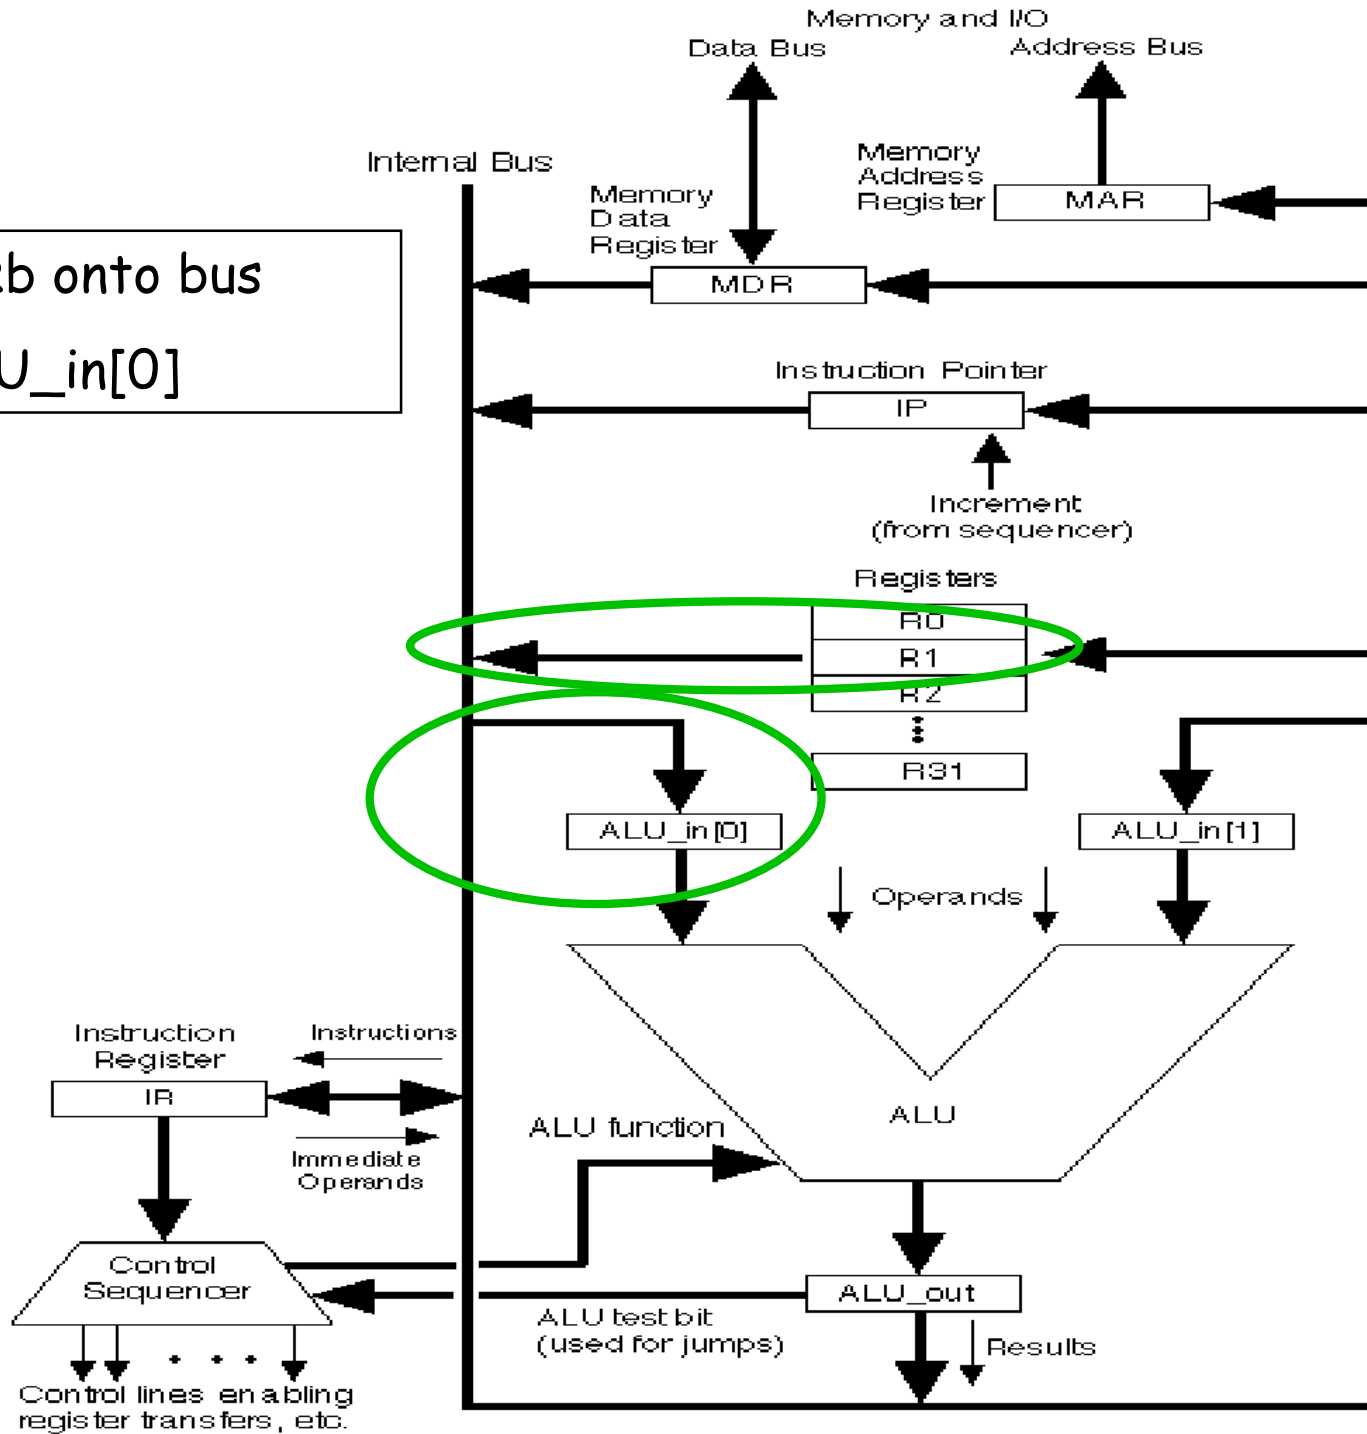 Memory and I/O
Data Bus
Address Bus
Internal Bus
Memory
Data
Register
Memory
Address
Register
MAR
MDR
onto bus
U_in[0]
Instruction Pointer
IP
Increment
(from sequencer)
Registers
R0
R1
R2
R31
ALU_in[0]
ALU_in[1]
Operands
Instruction
Register
Instructions
IR
Immediate
Operands
ALU function
ALU
Control
Sequencer
ALU_out
ALU test bit
(used for jumps)
Results
Control lines enabling
register transfers, etc.